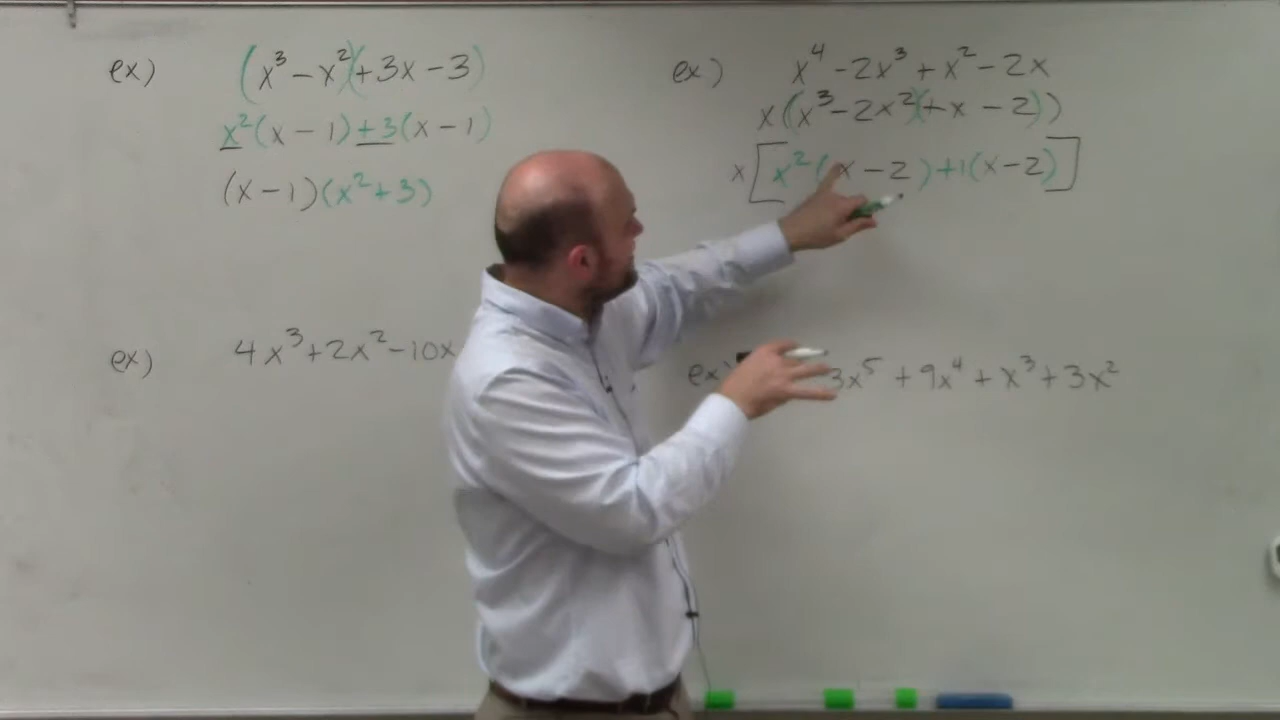 ex) (x³ - x²)(+3x - 3)
x²(x - 1) +3(x - 1)
(x - 1)(x² + 3)
ex) x⁴ - 2x³ + x² - 2x
x((x³ - 2x²)(+x - 2))
x[x²(x - 2) +1(x - 2)]
ex) 4x³ + 2x² - 10x
ex) 3x⁵ + 9x⁴ + x³ + 3x²